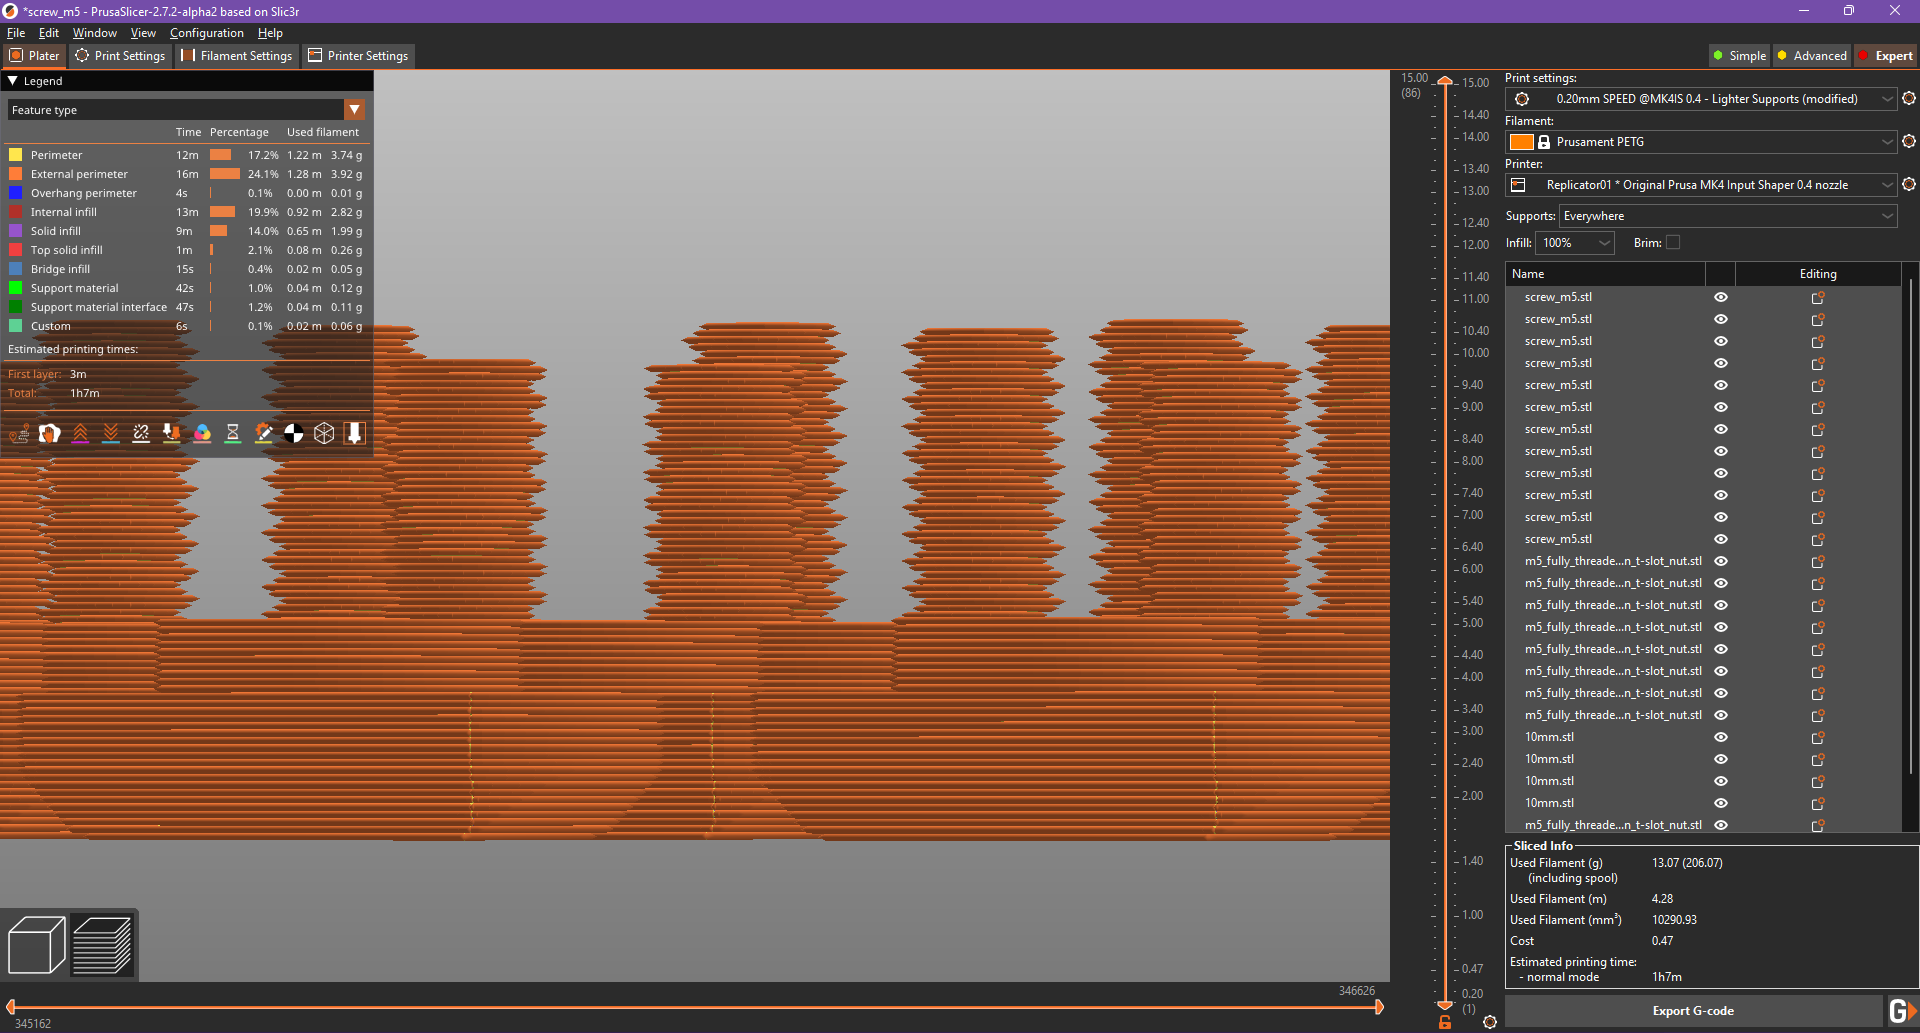 *screw_m5 - PrusaSlicer-2.7.2-alpha2 based on Slic3r
File Edit Window View Configuration Help
Plater Print Settings Filament Settings Printer Settings
Simple Advanced Expert
Legend
Feature type
Time Percentage Used filament
Perimeter 12m 17.2% 1.22 m 3.74 g
External perimeter 16m 24.1% 1.28 m 3.92 g
Overhang perimeter 4s 0.1% 0.00 m 0.01 g
Internal infill 13m 19.9% 0.92 m 2.82 g
Solid infill 9m 14.0% 0.65 m 1.99 g
Top solid infill 1m 2.1% 0.08 m 0.26 g
Bridge infill 15s 0.4% 0.02 m 0.05 g
Support material 42s 1.0% 0.04 m 0.12 g
Support material interface 47s 1.2% 0.04 m 0.11 g
Custom 6s 0.1% 0.02 m 0.06 g
Estimated printing times:
First layer: 3m
Total: 1h7m
345162
346626
15.00
(86)
15.00
14.40
14.00
13.40
13.00
12.40
12.00
11.40
11.00
10.40
10.00
9.40
9.00
8.40
8.00
7.40
7.00
6.40
6.00
5.40
5.00
4.40
4.00
3.40
3.00
2.40
2.00
1.40
1.00
0.47
0.20
(1)
Print settings:
0.20mm SPEED @MK4IS 0.4 - Lighter Supports (modified)
Filament:
Prusament PETG
Printer:
Replicator01 * Original Prusa MK4 Input Shaper 0.4 nozzle
Supports: Everywhere
Infill: 100% Brim:
Name Editing
screw_m5.stl
screw_m5.stl
screw_m5.stl
screw_m5.stl
screw_m5.stl
screw_m5.stl
screw_m5.stl
screw_m5.stl
screw_m5.stl
screw_m5.stl
screw_m5.stl
screw_m5.stl
m5_fully_threade...n_t-slot_nut.stl
m5_fully_threade...n_t-slot_nut.stl
m5_fully_threade...n_t-slot_nut.stl
m5_fully_threade...n_t-slot_nut.stl
m5_fully_threade...n_t-slot_nut.stl
m5_fully_threade...n_t-slot_nut.stl
m5_fully_threade...n_t-slot_nut.stl
m5_fully_threade...n_t-slot_nut.stl
10mm.stl
10mm.stl
10mm.stl
10mm.stl
m5_fully_threade...n_t-slot_nut.stl
Sliced Info
Used Filament (g) 13.07 (206.07)
(including spool)
Used Filament (m) 4.28
Used Filament (mm³) 10290.93
Cost 0.47
Estimated printing time:
- normal mode 1h7m
Export G-code
G